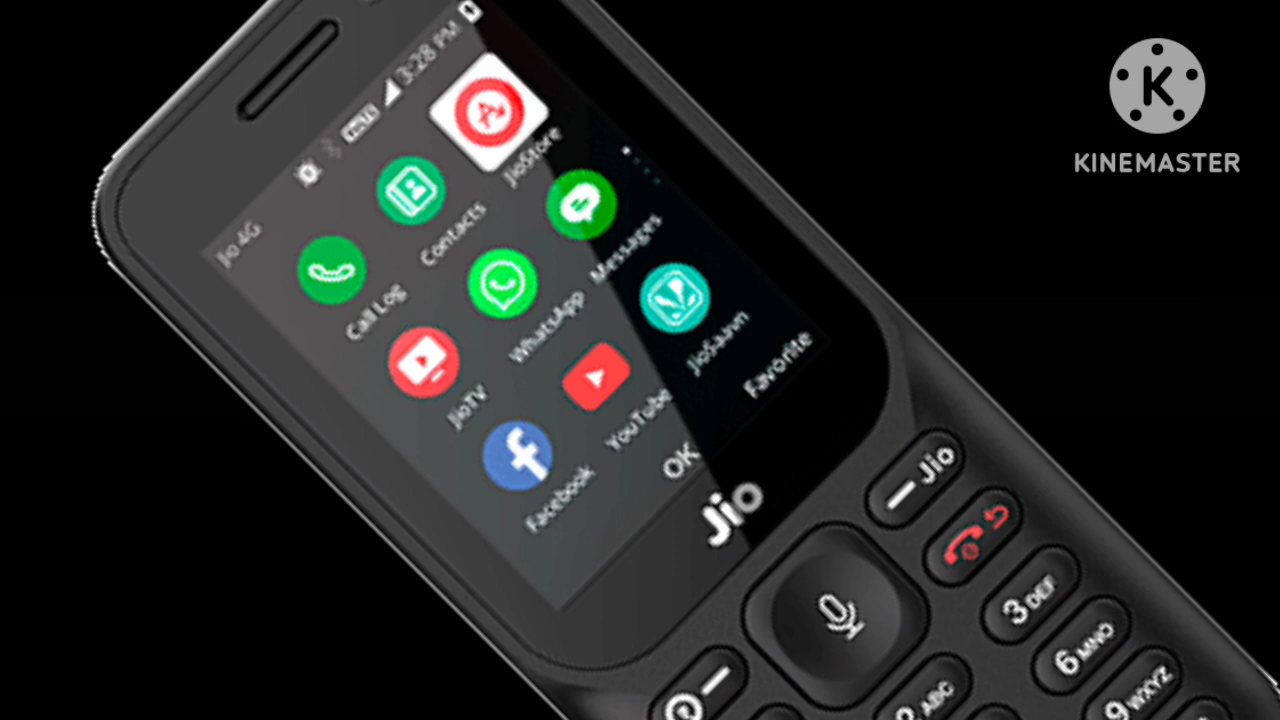 Jio 4G
VoLTE
3:28 PM
Call Log
Contacts
JioStore
JioTV
WhatsApp
Messages
Facebook
YouTube
JioSaavn
OK
Favorite
Jio
Jio
3 DEF
6 MNO
9 WXYZ
ABC
K
KINEMASTER